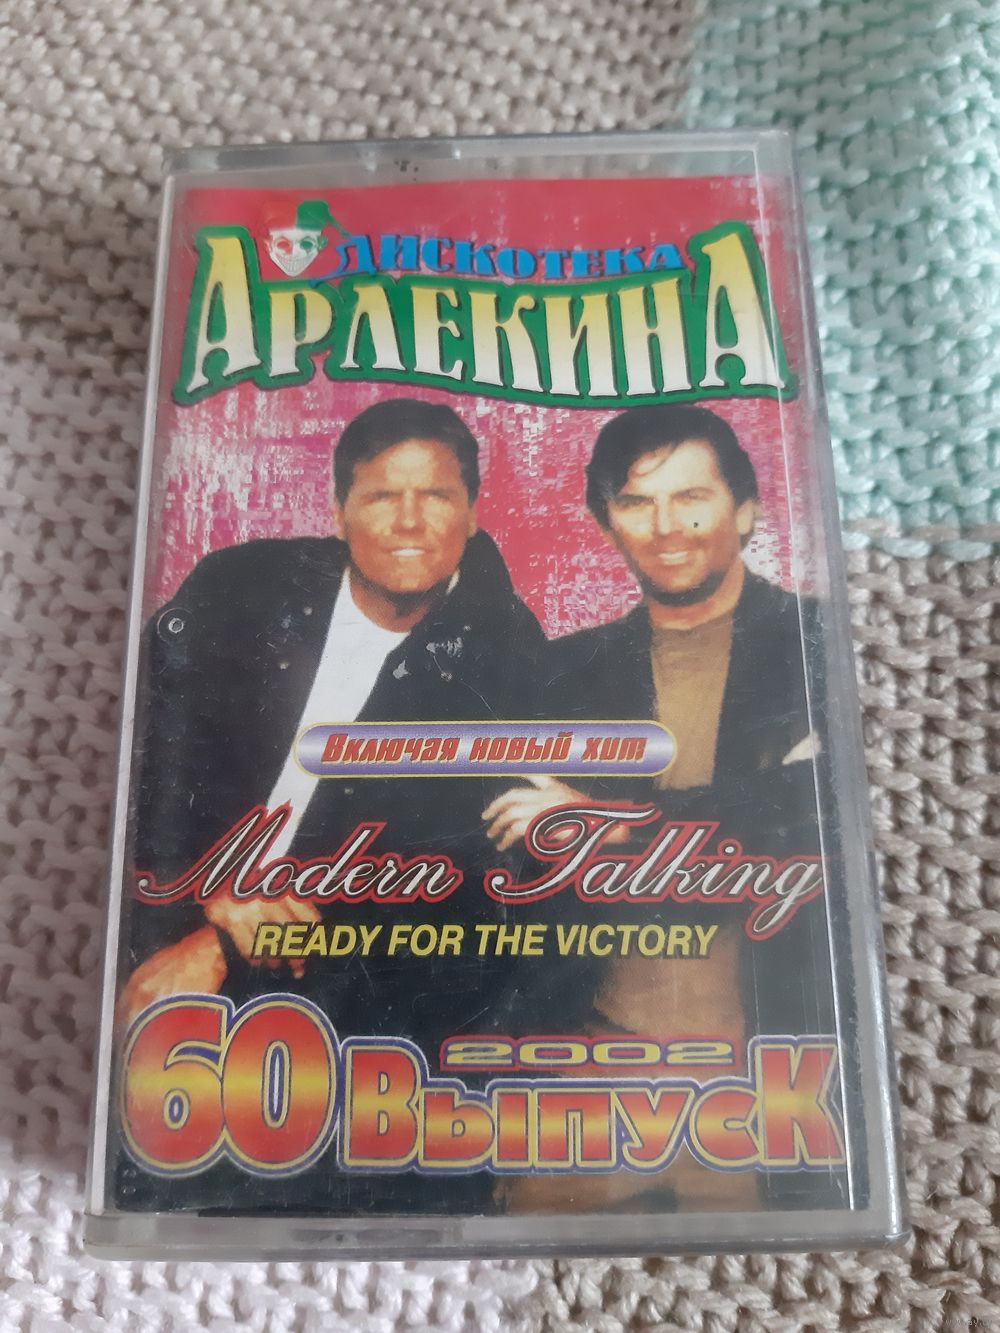 ДИСКОТЕКА
АРЛЕКИНА
Включая новый хит
Modern Talking
READY FOR THE VICTORY
60 Выпуск
2002